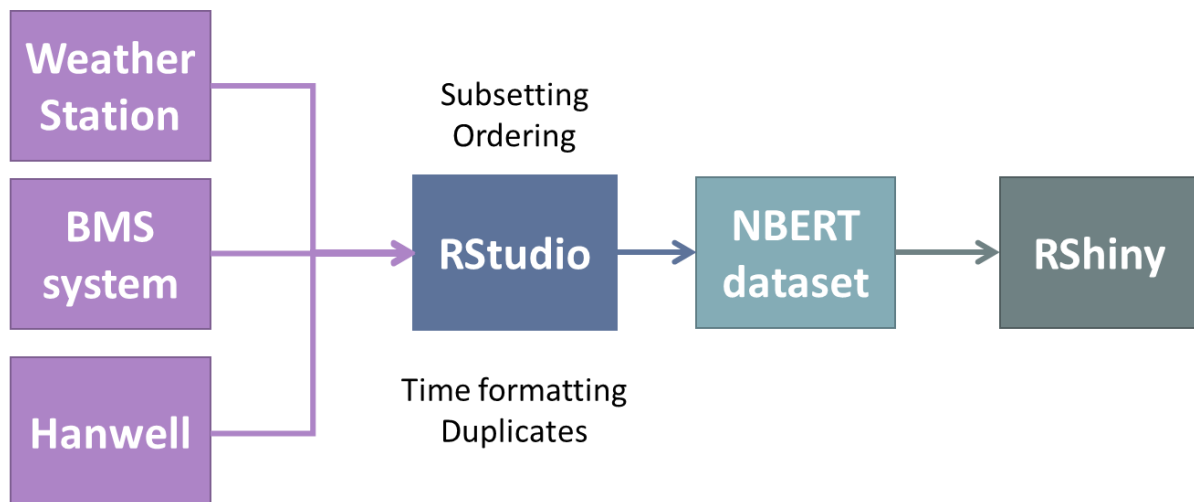 Weather
Station
BMS
system
Hanwell
Subsetting
Ordering
RStudio
Time formatting
Duplicates
NBERT
dataset
RShiny